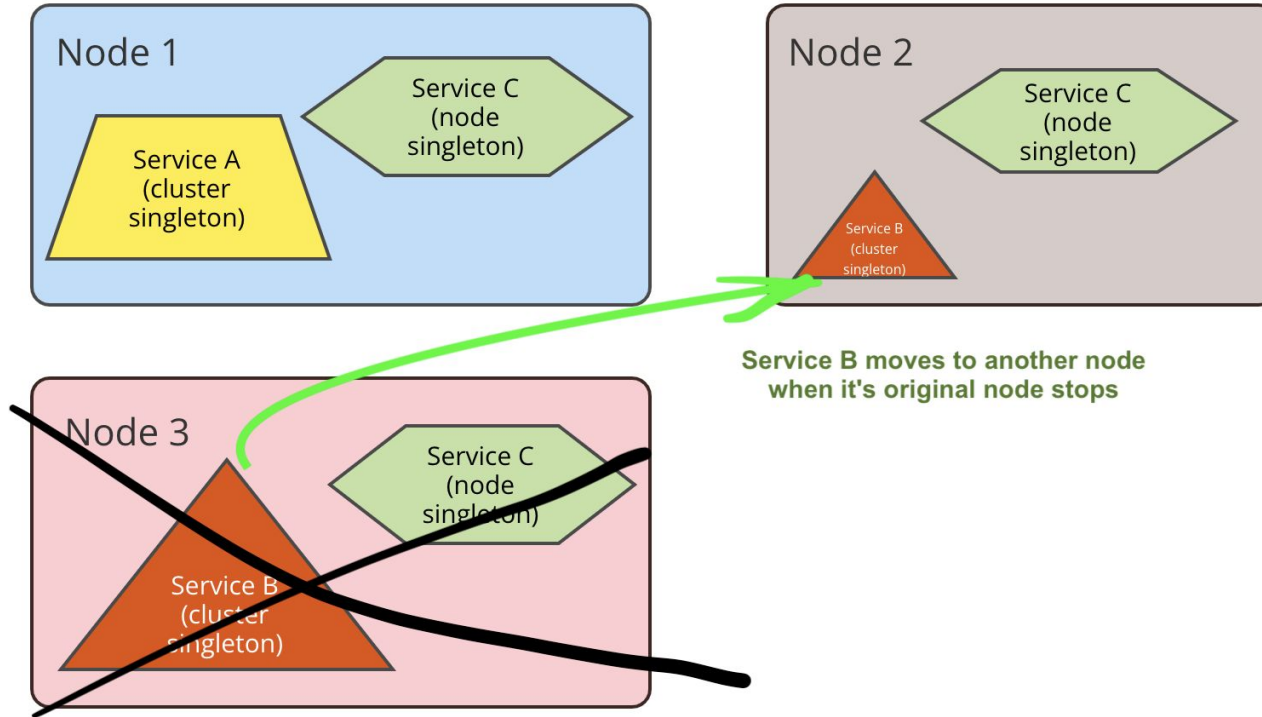 Node 1
Service C
(node
singleton)
Service A
(cluster
singleton)
Node 2
Service C
(node
singleton)
Service B
(cluster
singleton)
Service B moves to another node
when it's original node stops
Node 3
Service C
(node
singleton)
Service B
(cluster
singleton)